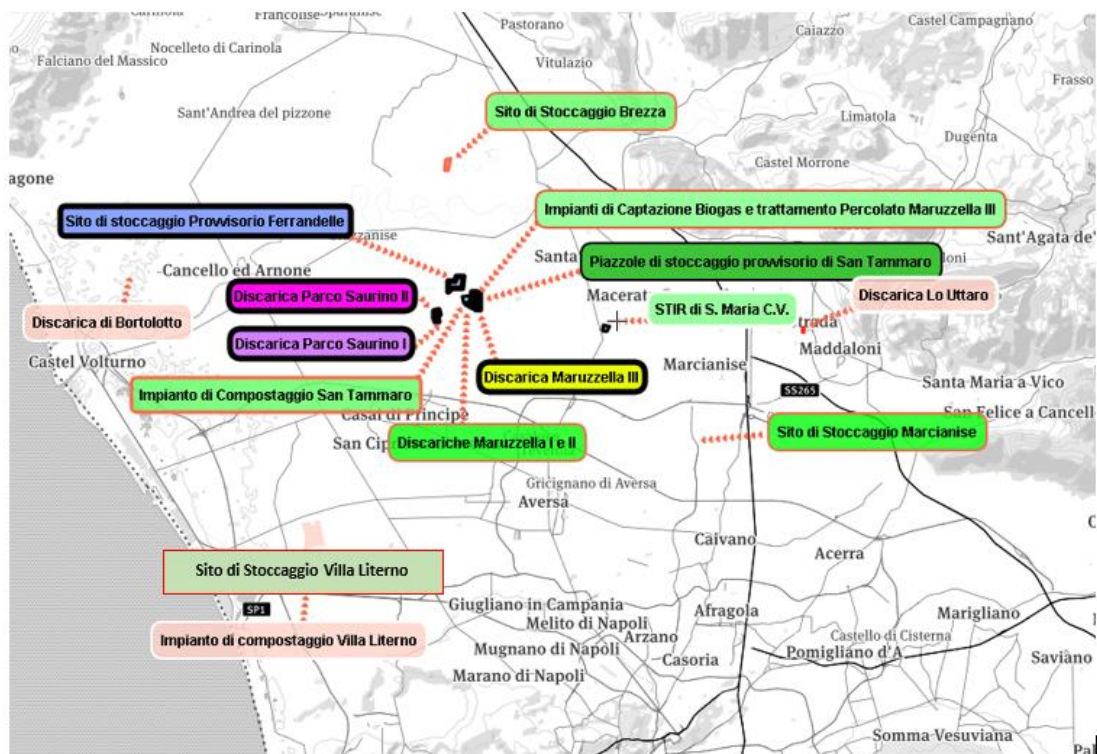 Carinola
Francolise
Sparanise
Pastorano
Caiazzo
Castel Campagnano
Nocelleto di Carinola
Falciano del Massico
Vitulazio
Frasso
Sant'Andrea del pizzone
Sito di Stoccaggio Brezza
Limatola
Dugenta
Castel Morrone
agone
Sito di stoccaggio Provvisorio Ferrandelle
Impianti di Captazione Biogas e trattamento Percolato Maruzzella III
Sant'Agata de'
Santa
Piazzole di stoccaggio provvisorio di San Tammaro
Cancello ed Arnone
Discarica Parco Saurino II
Macerat
STIR di S. Maria C.V.
Discarica Lo Uttaro
Discarica di Bortolotto
trada
Discarica Parco Saurino I
Maddaloni
Castel Volturno
Marcianise
Discarica Maruzzella III
Santa Maria a Vico
SS265
Impianto di Compostaggio San Tammaro
Casal di Principe
San Felice a Cancell
San Cip
Discariche Maruzzella I e II
Sito di Stoccaggio Marcianise
Gricignano di Aversa
Aversa
Caivano
Acerra
Sito di Stoccaggio Villa Literno
SP1
Giugliano in Campania
Afragola
Marigliano
Melito di Napoli
Arzano
Castello di Cisterna
Impianto di compostaggio Villa Literno
Mugnano di Napoli
Casoria
Pomigliano d'A
Saviano
Marano di Napoli
Somma Vesuviana
Pal